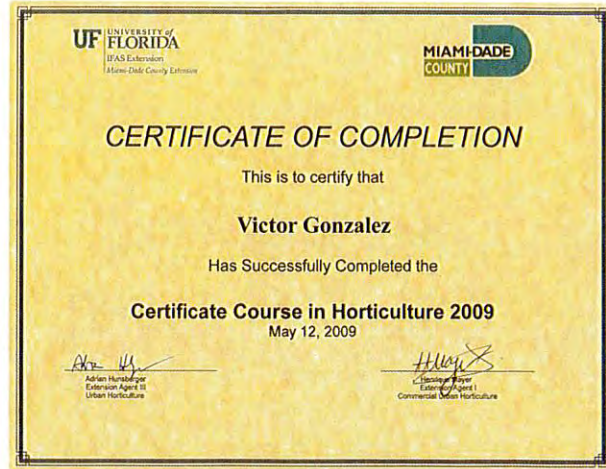 UF UNIVERSITY of
FLORIDA
IFAS Extension
Miami-Dade County Extension
MIAMI-DADE
COUNTY
CERTIFICATE OF COMPLETION
This is to certify that
Victor Gonzalez
Has Successfully Completed the
Certificate Course in Horticulture 2009
May 12, 2009
Adrian Hunsberger
Extension Agent III
Urban Horticulture
Henrique Mayer
Extension Agent I
Commercial Urban Horticulture